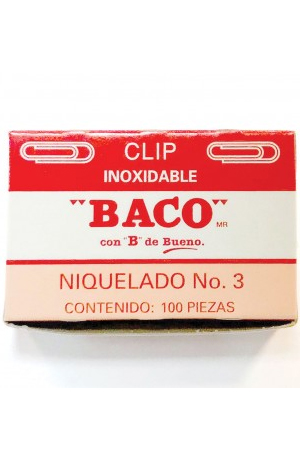 CLIP
INOXIDABLE
"BACO" MR
con "B" de Bueno.
NIQUELADO No. 3
CONTENIDO: 100 PIEZAS